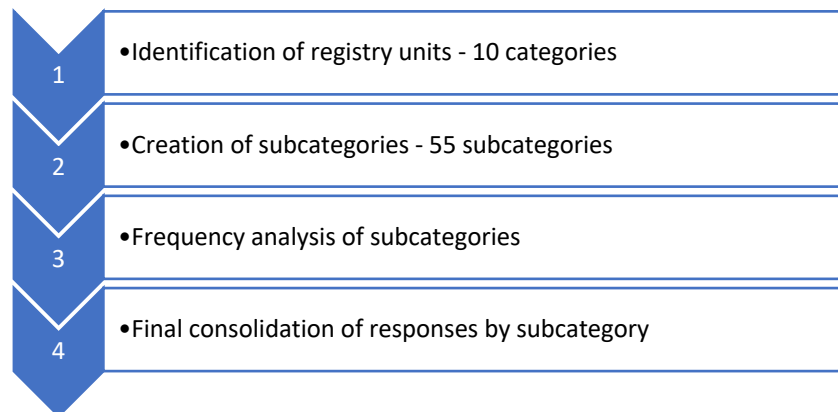 1
•Identification of registry units - 10 categories
2
•Creation of subcategories - 55 subcategories
3
•Frequency analysis of subcategories
4
•Final consolidation of responses by subcategory